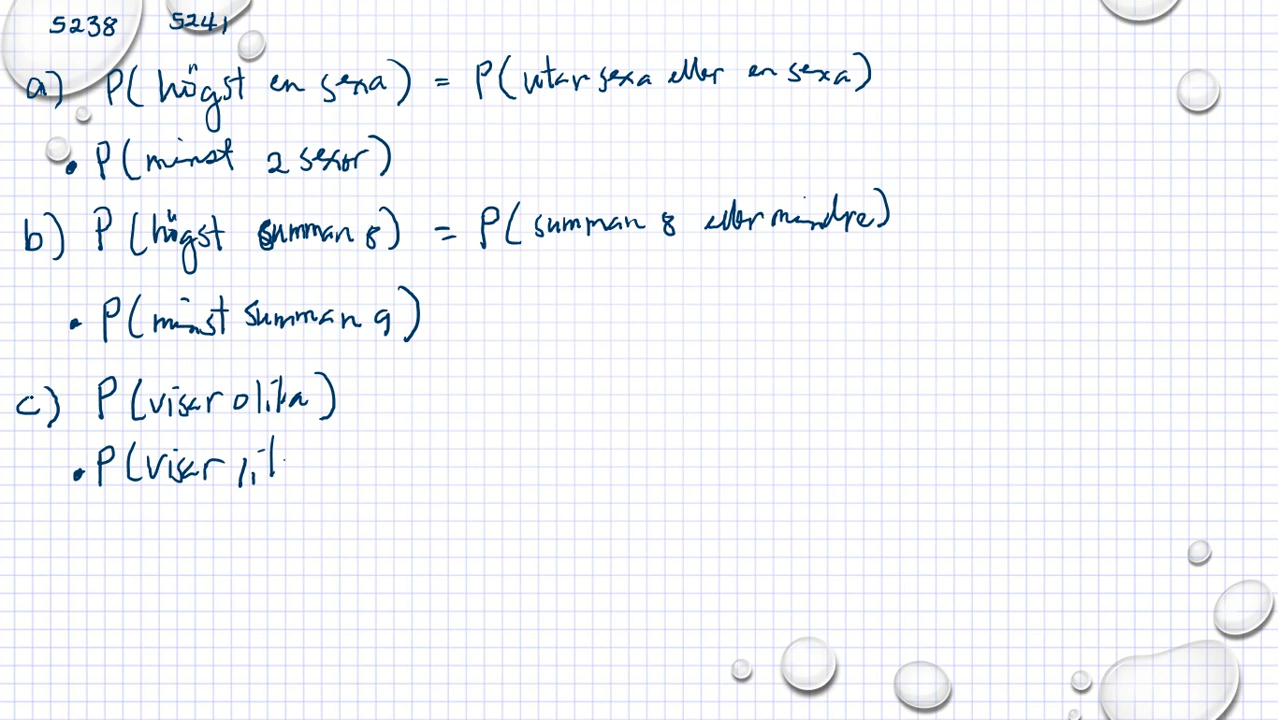 5238 5241
a) P(högst en sexa) = P(utan sexa eller en sexa)
• P(minst 2 sexor)
b) P(högst summan 8) = P(summan 8 eller mindre)
• P(minst summan 9)
c) P(visar olika)
• P(visar lik